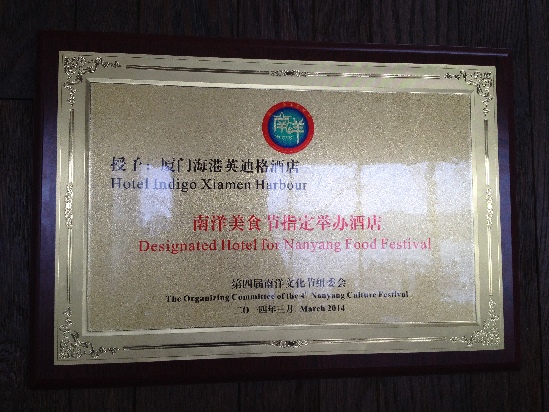 南洋
授予：厦门海港英迪格酒店
Hotel Indigo Xiamen Harbour
南洋美食节指定举办酒店
Designated Hotel for Nanyang Food Festival
第四届南洋文化节组委会
The Organizing Committee of the 4th Nanyang Culture Festival
二〇一四年三月 March 2014